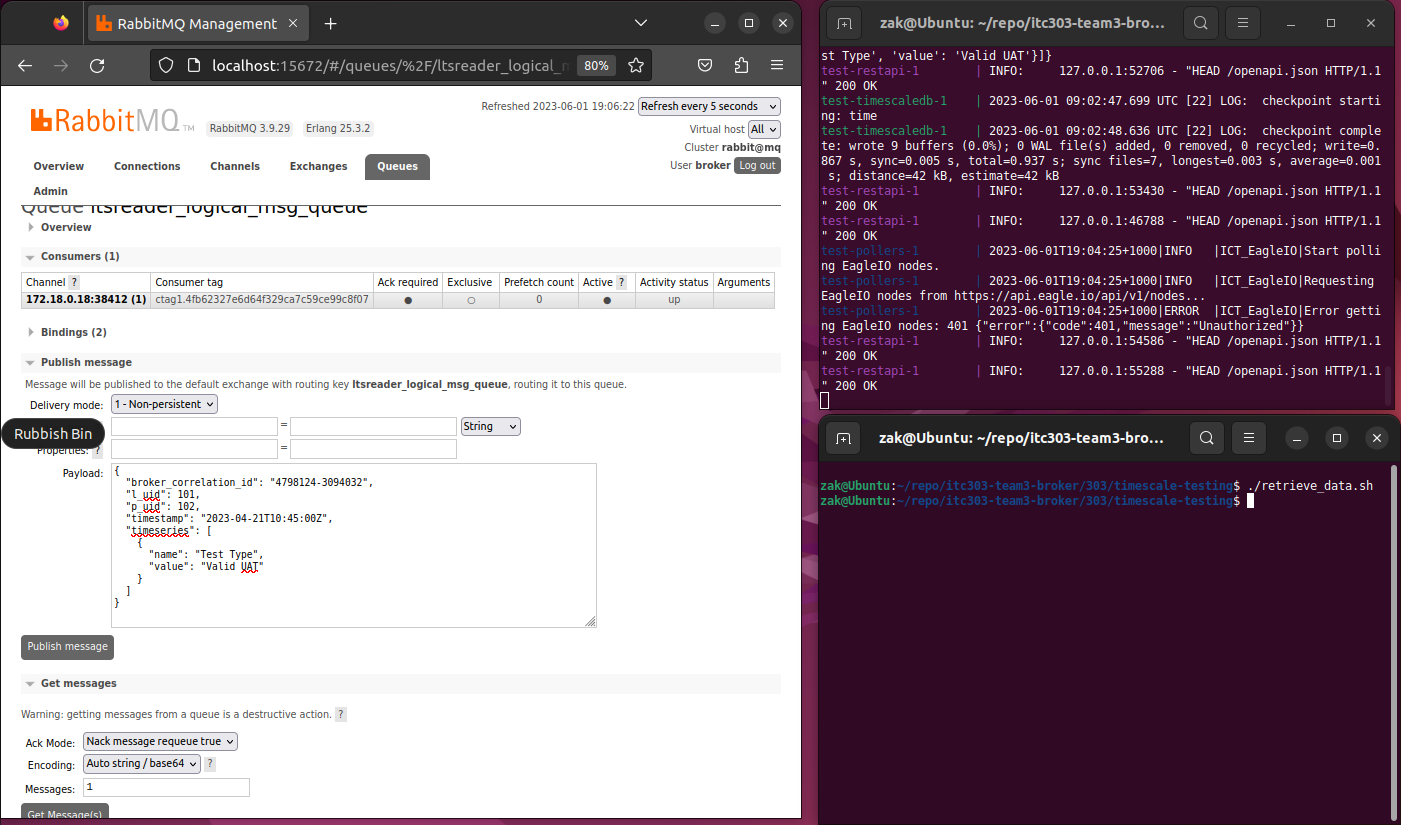 RabbitMQ Management
localhost:15672/#/queues/%2F/ltsreader_logical_m
80%
Refreshed 2023-06-01 19:06:22 Refresh every 5 seconds
RabbitMQ TM RabbitMQ 3.9.29 Erlang 25.3.2
Virtual host All
Cluster rabbit@mq
User broker Log out
Overview Connections Channels Exchanges Queues
Admin
Queue ltsreader_logical_msg_queue
Overview
Consumers (1)
Channel ? Consumer tag Ack required Exclusive Prefetch count Active ? Activity status Arguments
172.18.0.18:38412 (1) ctag1.4fb62327e6d64f329ca7c59ce99c8f07 ● ○ 0 ● up
Bindings (2)
Publish message
Message will be published to the default exchange with routing key ltsreader_logical_msg_queue, routing it to this queue.
Delivery mode: 1 - Non-persistent
= String
Rubbish Bin
Properties: ? =
Payload:
{
"broker_correlation_id": "4798124-3094032",
"l_uid": 101,
"p_uid": 102,
"timestamp": "2023-04-21T10:45:00Z",
"timeseries": [
{
"name": "Test Type",
"value": "Valid UAT"
}
]
}
Publish message
Get messages
Warning: getting messages from a queue is a destructive action. ?
Ack Mode: Nack message requeue true
Encoding: Auto string / base64 ?
Messages: 1
Get Message(s)
zak@Ubuntu: ~/repo/itc303-team3-bro...
st Type', 'value': 'Valid UAT'}]}
test-restapi-1 | INFO: 127.0.0.1:52706 - "HEAD /openapi.json HTTP/1.1
" 200 OK
test-timescaledb-1 | 2023-06-01 09:02:47.699 UTC [22] LOG: checkpoint starti
ng: time
test-timescaledb-1 | 2023-06-01 09:02:48.636 UTC [22] LOG: checkpoint comple
te: wrote 9 buffers (0.0%); 0 WAL file(s) added, 0 removed, 0 recycled; write=0.
867 s, sync=0.005 s, total=0.937 s; sync files=7, longest=0.003 s, average=0.001
s; distance=42 kB, estimate=42 kB
test-restapi-1 | INFO: 127.0.0.1:53430 - "HEAD /openapi.json HTTP/1.1
" 200 OK
test-restapi-1 | INFO: 127.0.0.1:46788 - "HEAD /openapi.json HTTP/1.1
" 200 OK
test-pollers-1 | 2023-06-01T19:04:25+1000|INFO |ICT_EagleIO|Start polli
ng EagleIO nodes.
test-pollers-1 | 2023-06-01T19:04:25+1000|INFO |ICT_EagleIO|Requesting
EagleIO nodes from https://api.eagle.io/api/v1/nodes...
test-pollers-1 | 2023-06-01T19:04:25+1000|ERROR |ICT_EagleIO|Error getti
ng EagleIO nodes: 401 {"error":{"code":401,"message":"Unauthorized"}}
test-restapi-1 | INFO: 127.0.0.1:54586 - "HEAD /openapi.json HTTP/1.1
" 200 OK
test-restapi-1 | INFO: 127.0.0.1:55288 - "HEAD /openapi.json HTTP/1.1
" 200 OK
zak@Ubuntu: ~/repo/itc303-team3-bro...
zak@Ubuntu:~/repo/itc303-team3-broker/303/timescale-testing$ ./retrieve_data.sh
zak@Ubuntu:~/repo/itc303-team3-broker/303/timescale-testing$